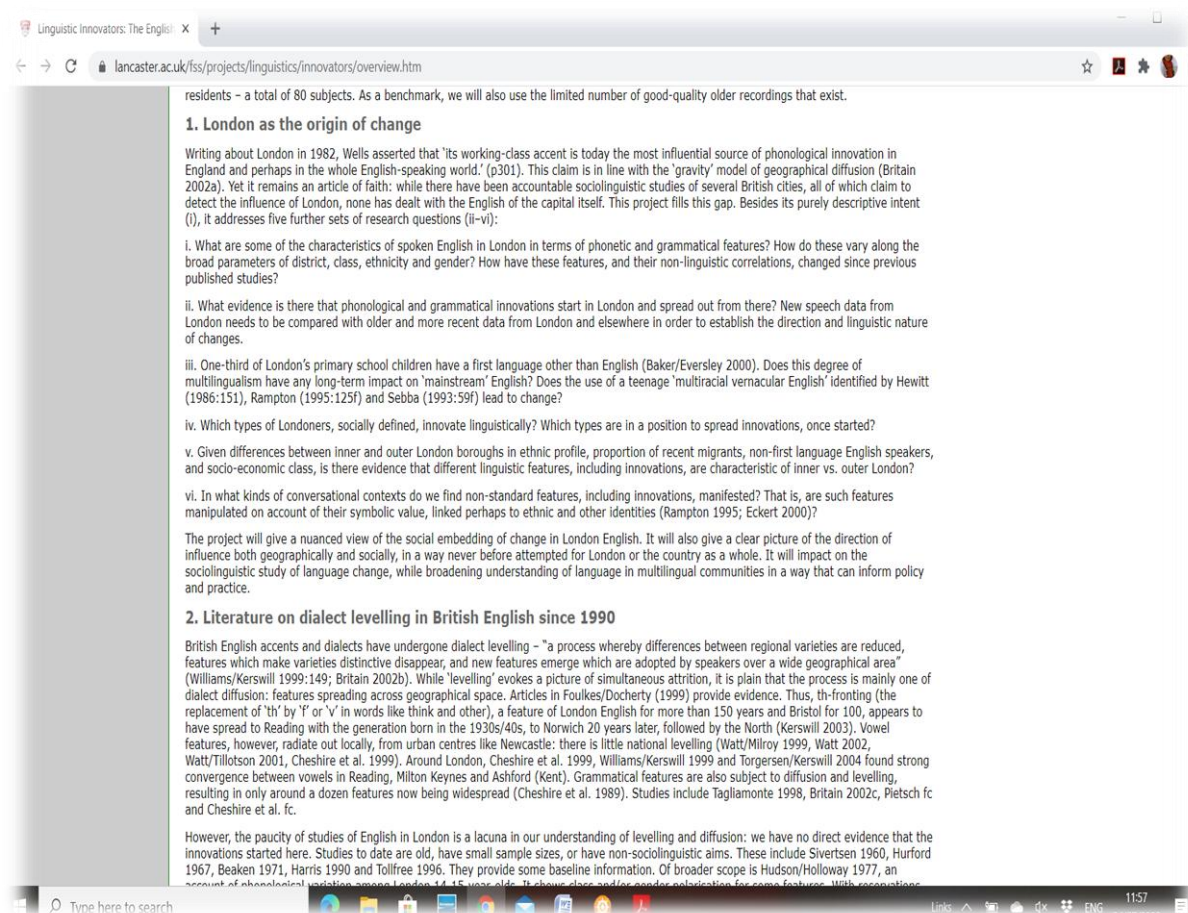 Linguistic Innovators: The English
lancaster.ac.uk/fss/projects/linguistics/innovators/overview.htm
residents – a total of 80 subjects. As a benchmark, we will also use the limited number of good-quality older recordings that exist.
1. London as the origin of change
Writing about London in 1982, Wells asserted that 'its working-class accent is today the most influential source of phonological innovation in
England and perhaps in the whole English-speaking world.' (p301). This claim is in line with the 'gravity' model of geographical diffusion (Britain
2002a). Yet it remains an article of faith: while there have been accountable sociolinguistic studies of several British cities, all of which claim to
detect the influence of London, none has dealt with the English of the capital itself. This project fills this gap. Besides its purely descriptive intent
(i), it addresses five further sets of research questions (ii–vi):
i. What are some of the characteristics of spoken English in London in terms of phonetic and grammatical features? How do these vary along the
broad parameters of district, class, ethnicity and gender? How have these features, and their non-linguistic correlations, changed since previous
published studies?
ii. What evidence is there that phonological and grammatical innovations start in London and spread out from there? New speech data from
London needs to be compared with older and more recent data from London and elsewhere in order to establish the direction and linguistic nature
of changes.
iii. One-third of London's primary school children have a first language other than English (Baker/Eversley 2000). Does this degree of
multilingualism have any long-term impact on 'mainstream' English? Does the use of a teenage 'multiracial vernacular English' identified by Hewitt
(1986:151), Rampton (1995:125f) and Sebba (1993:59f) lead to change?
iv. Which types of Londoners, socially defined, innovate linguistically? Which types are in a position to spread innovations, once started?
v. Given differences between inner and outer London boroughs in ethnic profile, proportion of recent migrants, non-first language English speakers,
and socio-economic class, is there evidence that different linguistic features, including innovations, are characteristic of inner vs. outer London?
vi. In what kinds of conversational contexts do we find non-standard features, including innovations, manifested? That is, are such features
manipulated on account of their symbolic value, linked perhaps to ethnic and other identities (Rampton 1995; Eckert 2000)?
The project will give a nuanced view of the social embedding of change in London English. It will also give a clear picture of the direction of
influence both geographically and socially, in a way never before attempted for London or the country as a whole. It will impact on the
sociolinguistic study of language change, while broadening understanding of language in multilingual communities in a way that can inform policy
and practice.
2. Literature on dialect levelling in British English since 1990
British English accents and dialects have undergone dialect levelling – "a process whereby differences between regional varieties are reduced,
features which make varieties distinctive disappear, and new features emerge which are adopted by speakers over a wide geographical area"
(Williams/Kerswill 1999:149; Britain 2002b). While 'levelling' evokes a picture of simultaneous attrition, it is plain that the process is mainly one of
dialect diffusion: features spreading across geographical space. Articles in Foulkes/Docherty (1999) provide evidence. Thus, th-fronting (the
replacement of 'th' by 'f' or 'v' in words like think and other), a feature of London English for more than 150 years and Bristol for 100, appears to
have spread to Reading with the generation born in the 1930s/40s, to Norwich 20 years later, followed by the North (Kerswill 2003). Vowel
features, however, radiate out locally, from urban centres like Newcastle: there is little national levelling (Watt/Milroy 1999, Watt 2002,
Watt/Tillotson 2001, Cheshire et al. 1999). Around London, Cheshire et al. 1999, Williams/Kerswill 1999 and Torgersen/Kerswill 2004 found strong
convergence between vowels in Reading, Milton Keynes and Ashford (Kent). Grammatical features are also subject to diffusion and levelling,
resulting in only around a dozen features now being widespread (Cheshire et al. 1989). Studies include Tagliamonte 1998, Britain 2002c, Pietsch fc
and Cheshire et al. fc.
However, the paucity of studies of English in London is a lacuna in our understanding of levelling and diffusion: we have no direct evidence that the
innovations started here. Studies to date are old, have small sample sizes, or have non-sociolinguistic aims. These include Sivertsen 1960, Hurford
1967, Beaken 1971, Harris 1990 and Tollfree 1996. They provide some baseline information. Of broader scope is Hudson/Holloway 1977, an
account of phonological variation among London 14-15 year olds. It shows class and/or gender polarisation for some features. With reservations
Type here to search
Links
ENG
11:57